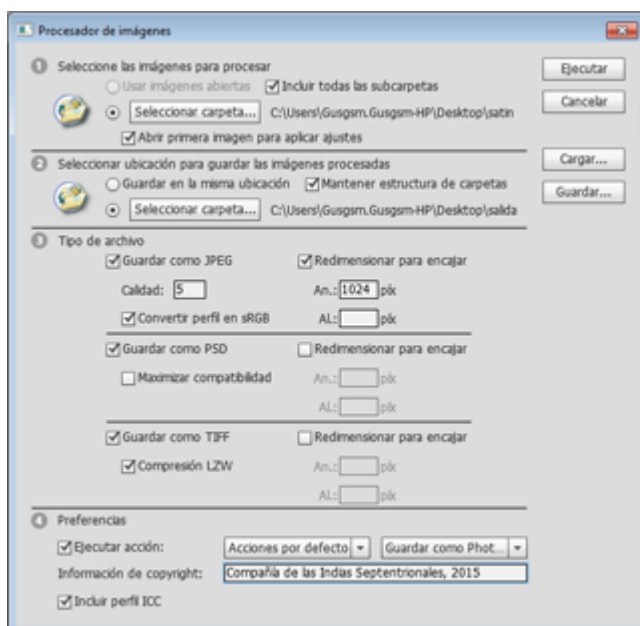 Procesador de imágenes
1 Seleccione las imágenes para procesar
Usar imágenes abiertas Incluir todas las subcarpetas
Seleccionar carpeta... C:\Users\Gusgsm.Gusgsm-HP\Desktop\satin
Abrir primera imagen para aplicar ajustes
Ejecutar
Cancelar
2 Seleccionar ubicación para guardar las imágenes procesadas
Guardar en la misma ubicación Mantener estructura de carpetas
Seleccionar carpeta... C:\Users\Gusgsm.Gusgsm-HP\Desktop\salida
Cargar...
Guardar...
3 Tipo de archivo
Guardar como JPEG Redimensionar para encajar
Calidad: 5 An.: 1024 píx
Convertir perfil en sRGB AL: píx
Guardar como PSD Redimensionar para encajar
Maximizar compatibilidad An.: píx
AL: píx
Guardar como TIFF Redimensionar para encajar
Compresión LZW An.: píx
AL: píx
4 Preferencias
Ejecutar acción: Acciones por defecto Guardar como Phot...
Información de copyright: Compañía de las Indias Septentrionales, 2015
Incluir perfil ICC